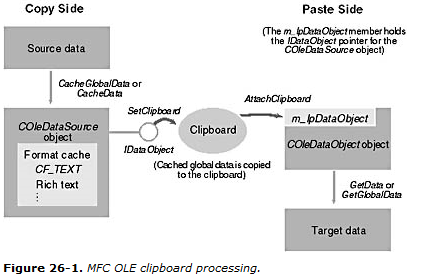 Copy Side
Paste Side
(The m_lpDataObject member holds
the IDataObject pointer for the
COleDataSource object)
Source data
CacheGlobalData or
CacheData
SetClipboard
AttachClipboard
COleDataSource
object
Format cache
CF_TEXT
Rich text
⋮
IDataObject
Clipboard
(Cached global data is copied
to the clipboard)
m_lpDataObject
COleDataObject object
GetData or
GetGlobalData
Target data
Figure 26-1. MFC OLE clipboard processing.